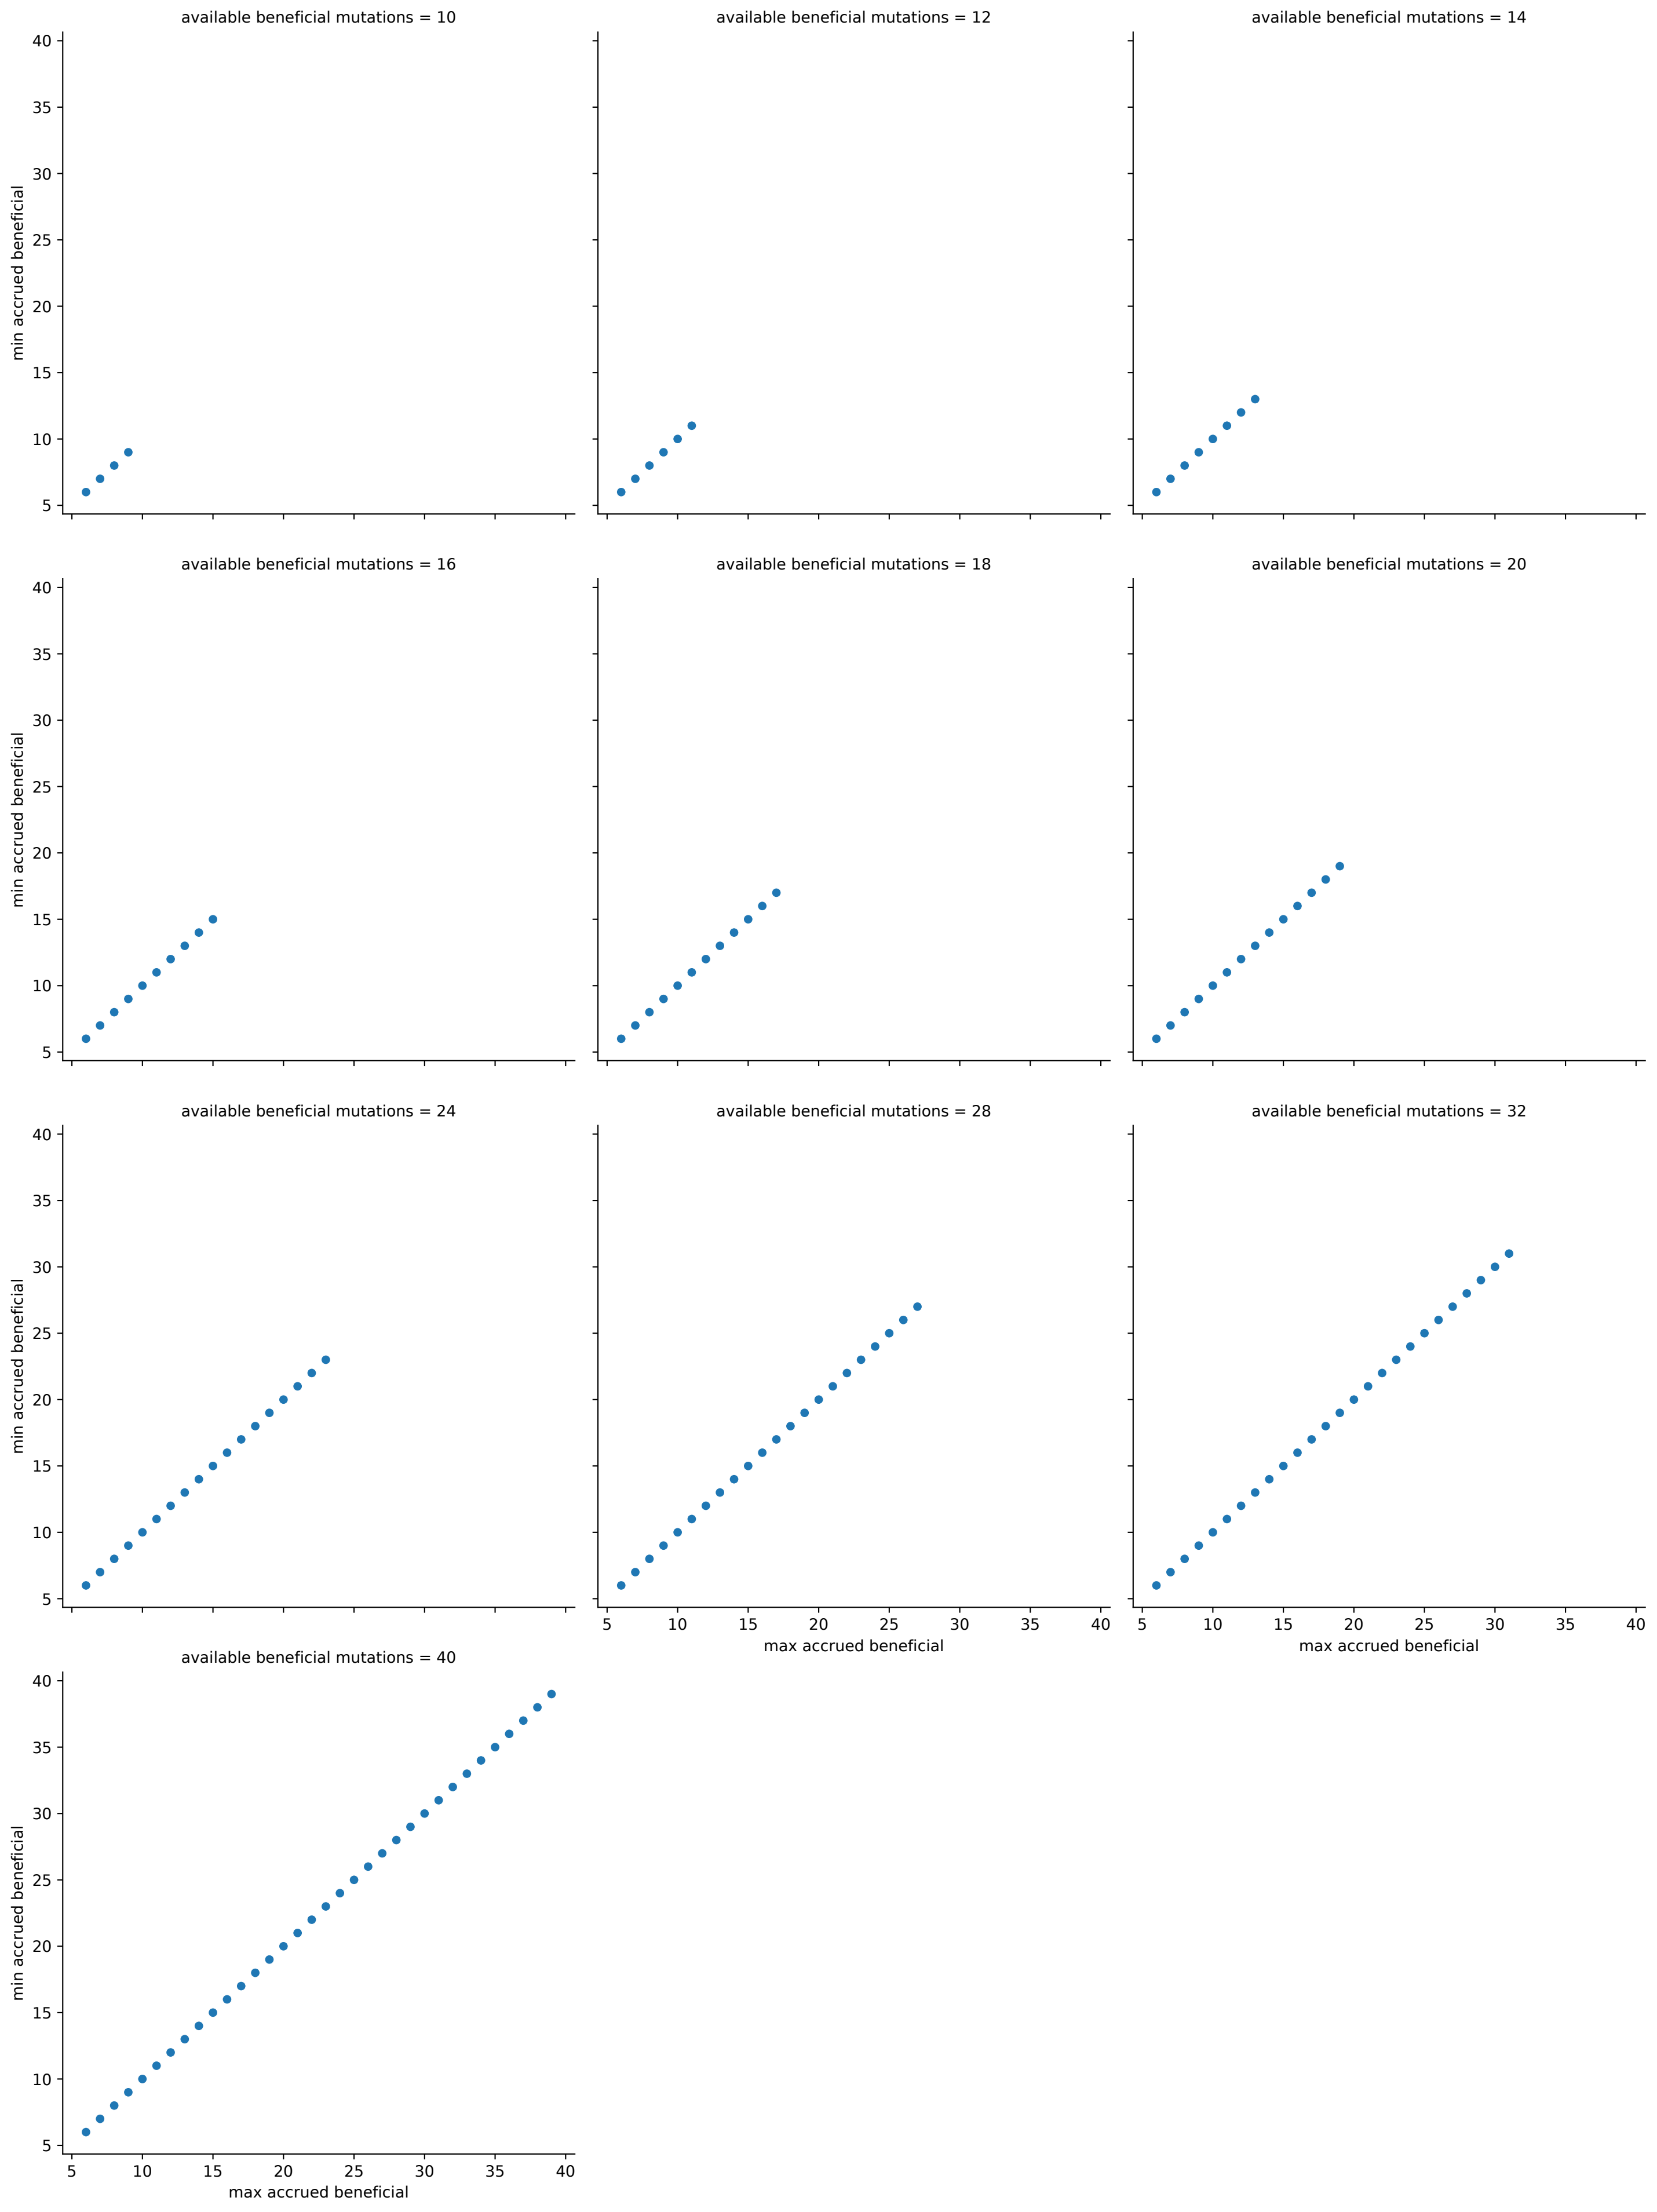 available beneficial mutations = 10
available beneficial mutations = 12
available beneficial mutations = 14
40
35
30
25
20
15
10
5
min accrued beneficial
available beneficial mutations = 16
available beneficial mutations = 18
available beneficial mutations = 20
40
35
30
25
20
15
10
5
min accrued beneficial
available beneficial mutations = 24
available beneficial mutations = 28
available beneficial mutations = 32
40
35
30
25
20
15
10
5
min accrued beneficial
5 10 15 20 25 30 35 40
max accrued beneficial
5 10 15 20 25 30 35 40
max accrued beneficial
available beneficial mutations = 40
40
35
30
25
20
15
10
5
min accrued beneficial
5 10 15 20 25 30 35 40
max accrued beneficial